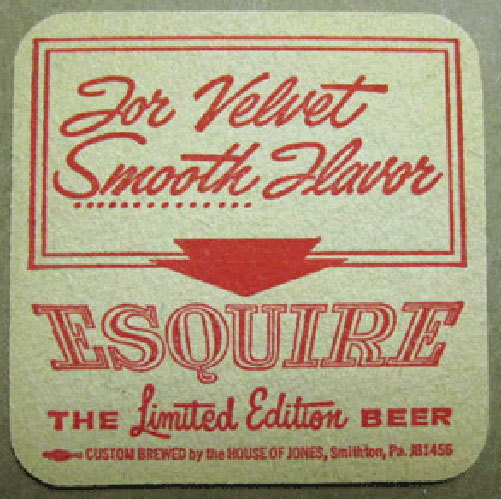 For Velvet
Smooth Flavor
ESQUIRE
THE Limited Edition BEER
CUSTOM BREWED by the HOUSE OF JONES, Smithton, Pa. JB1456